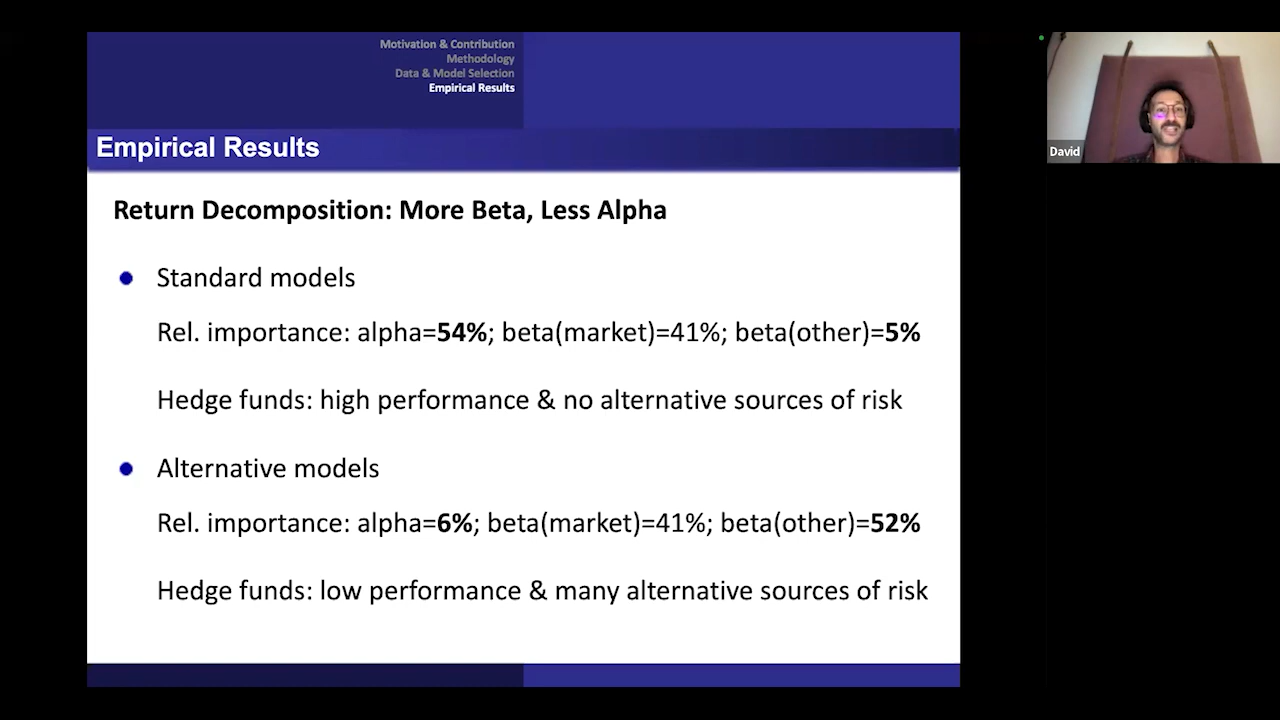 Motivation & Contribution
Methodology
Data & Model Selection
Empirical Results
Empirical Results
Return Decomposition: More Beta, Less Alpha
Standard models
Rel. importance: alpha=54%; beta(market)=41%; beta(other)=5%
Hedge funds: high performance & no alternative sources of risk
Alternative models
Rel. importance: alpha=6%; beta(market)=41%; beta(other)=52%
Hedge funds: low performance & many alternative sources of risk
David